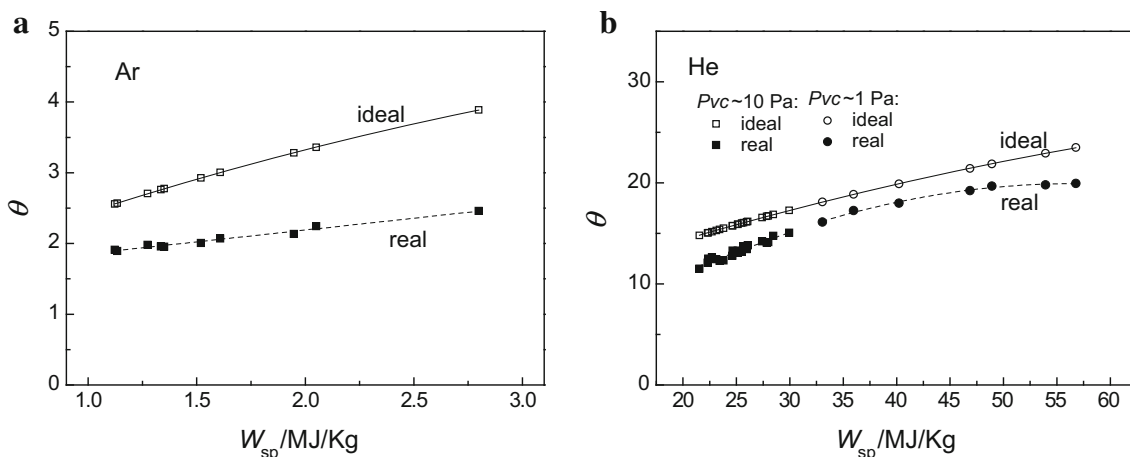 a
Ar
ideal
real
θ
5
4
3
2
1
0
1.0 1.5 2.0 2.5 3.0
W_sp/MJ/Kg
b
He
Pvc~10 Pa: Pvc~1 Pa:
ideal ideal
real real
ideal
real
θ
30
20
10
0
20 25 30 35 40 45 50 55 60
W_sp/MJ/Kg